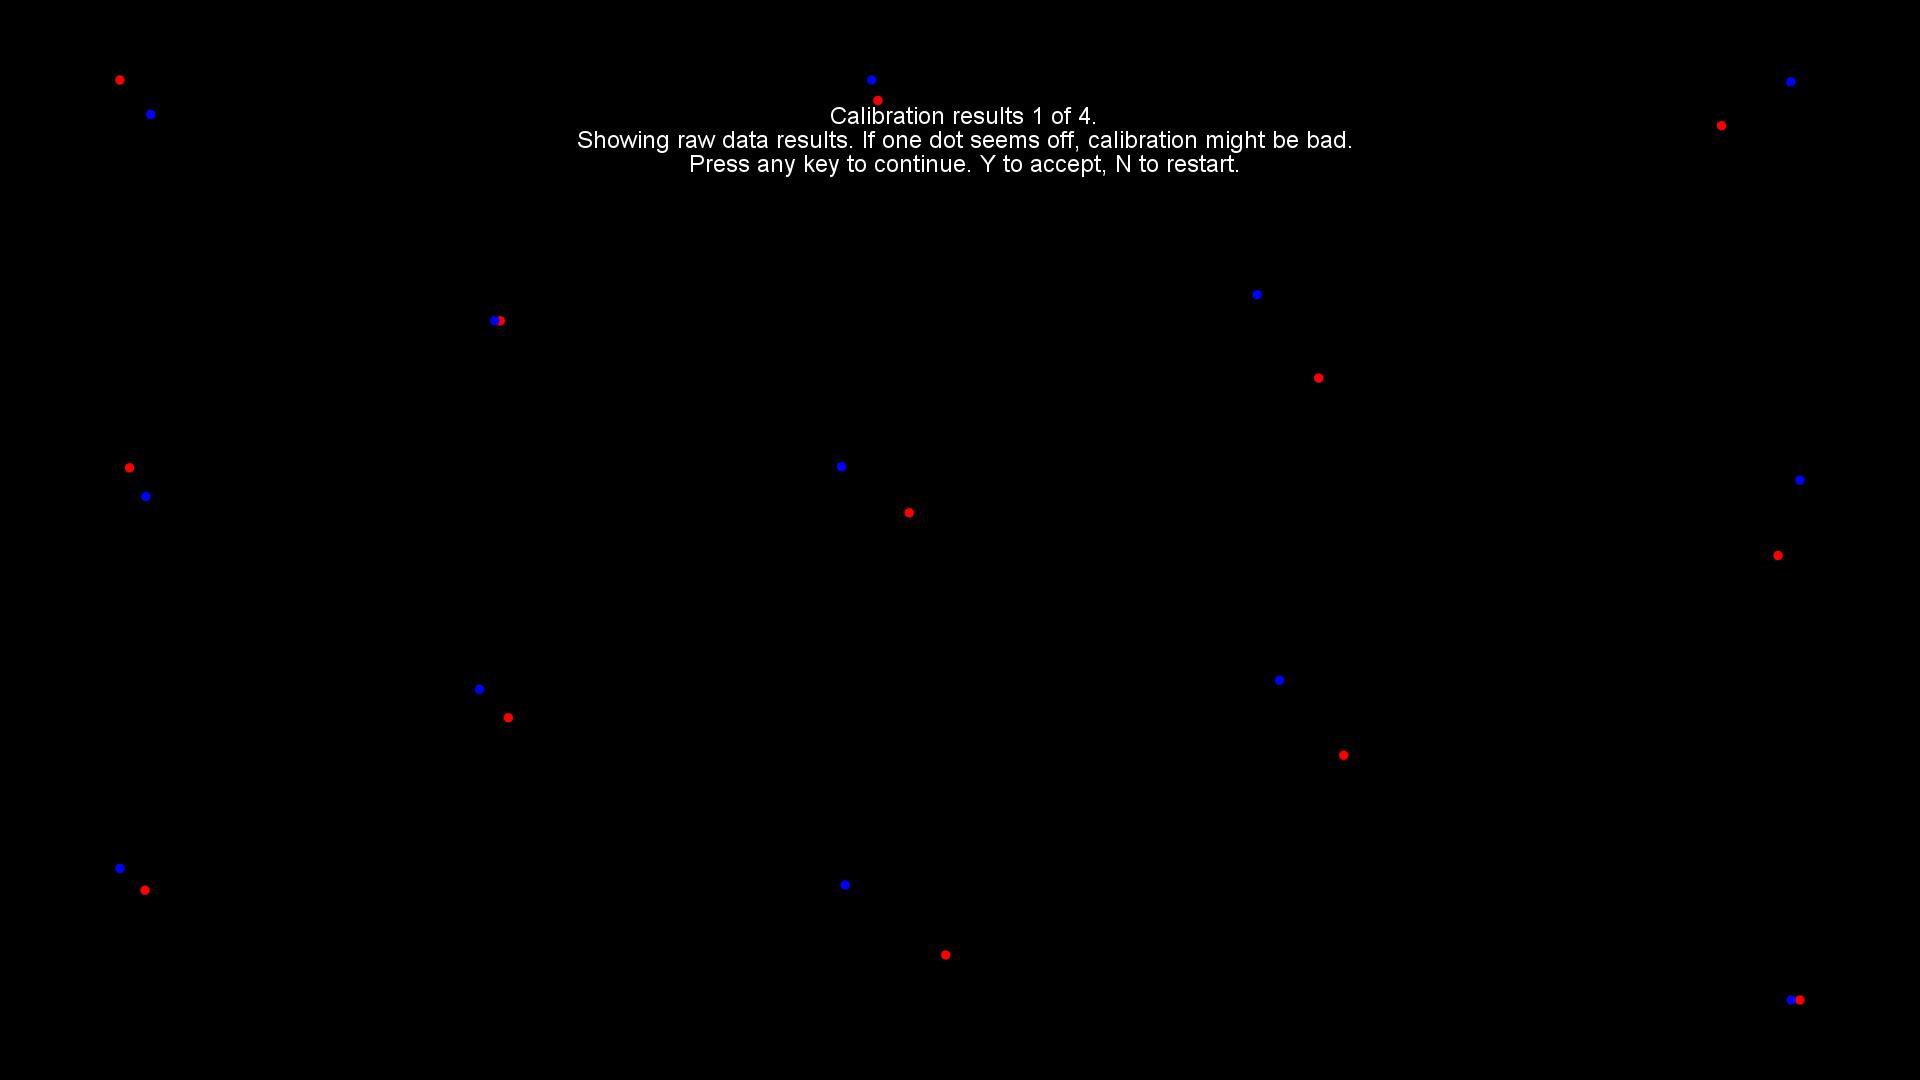 Calibration results 1 of 4.
Showing raw data results. If one dot seems off, calibration might be bad.
Press any key to continue. Y to accept, N to restart.